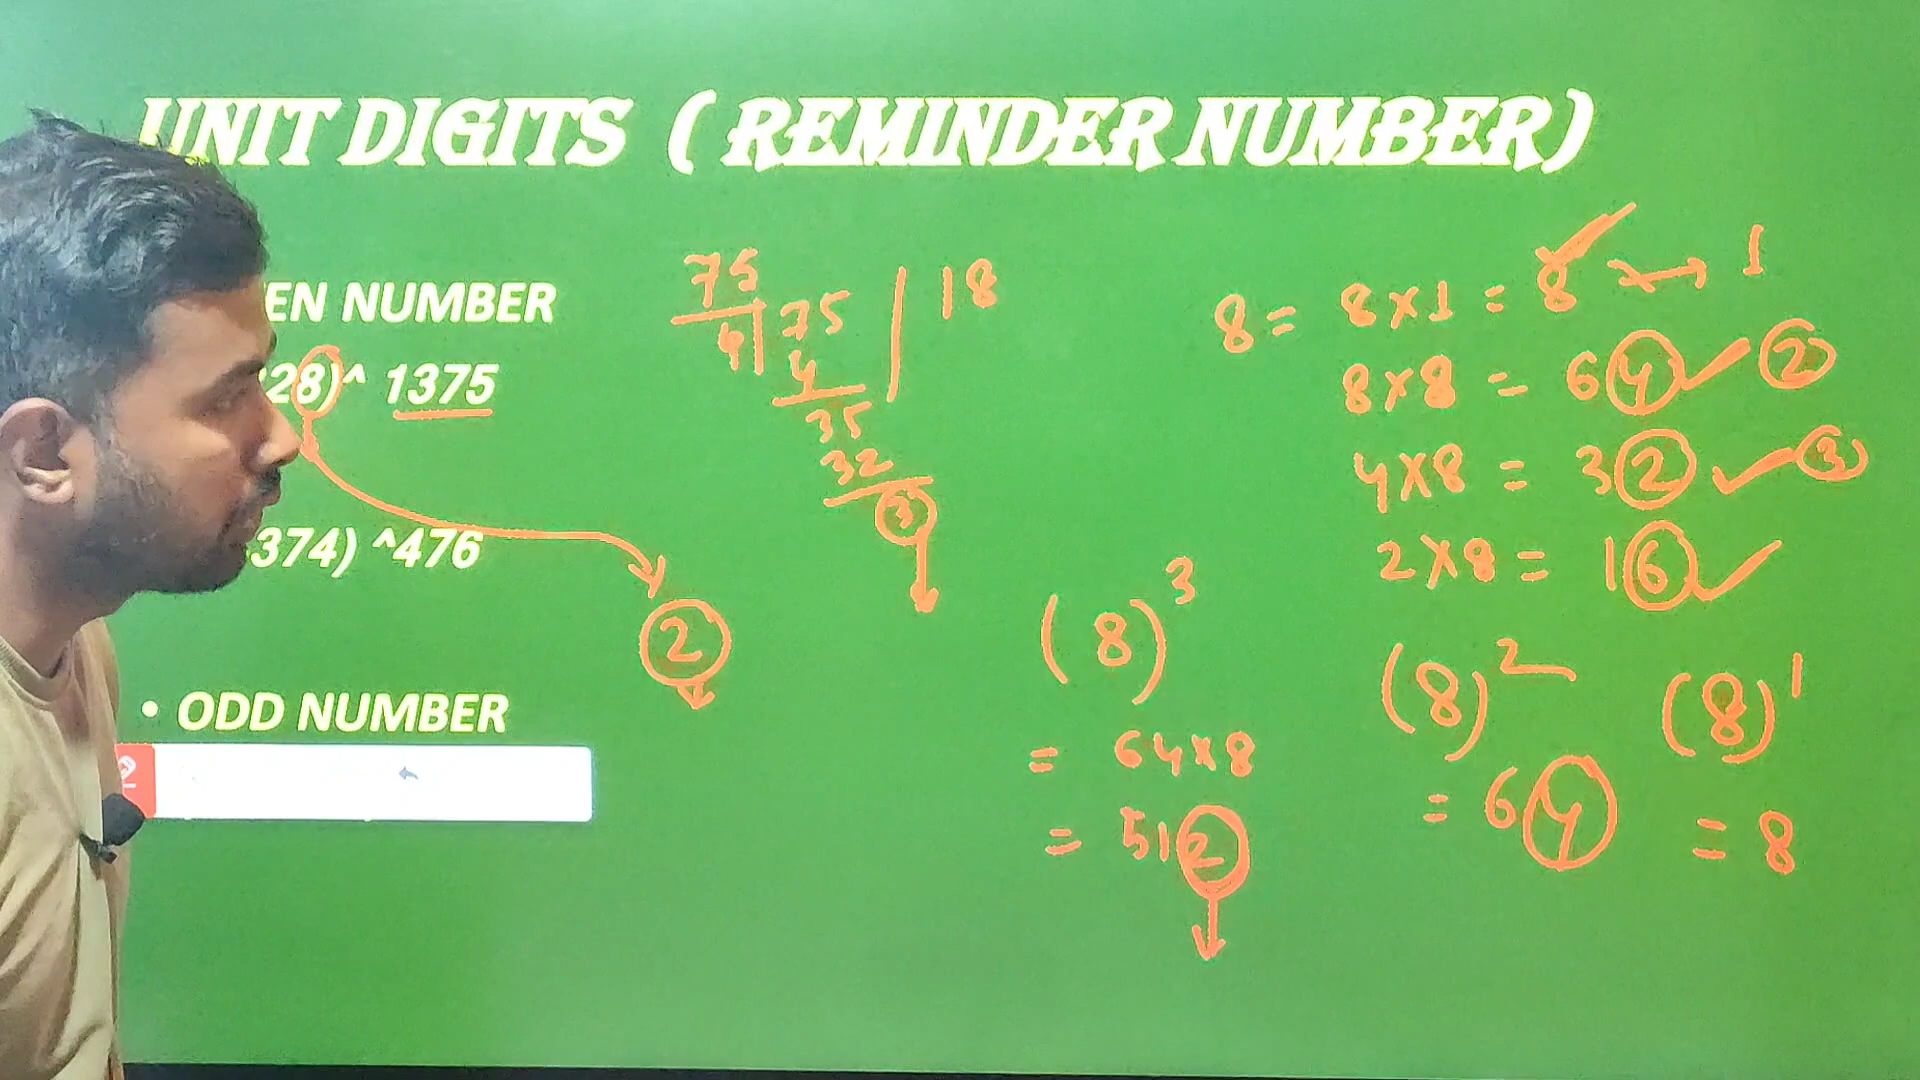 UNIT DIGITS ( REMINDER NUMBER)
EN NUMBER
28)^ 1375
374) ^476
• ODD NUMBER
2
75
4
75 | 18
4
35
32
3
8 = 8x1 = 8 → 1
8x8 = 64 ✓ 2
4x8 = 32 ✓ 3
2x8 = 16 ✓
(8)^3
= 64x8
= 512
(8)^2
= 64
(8)^1
= 8